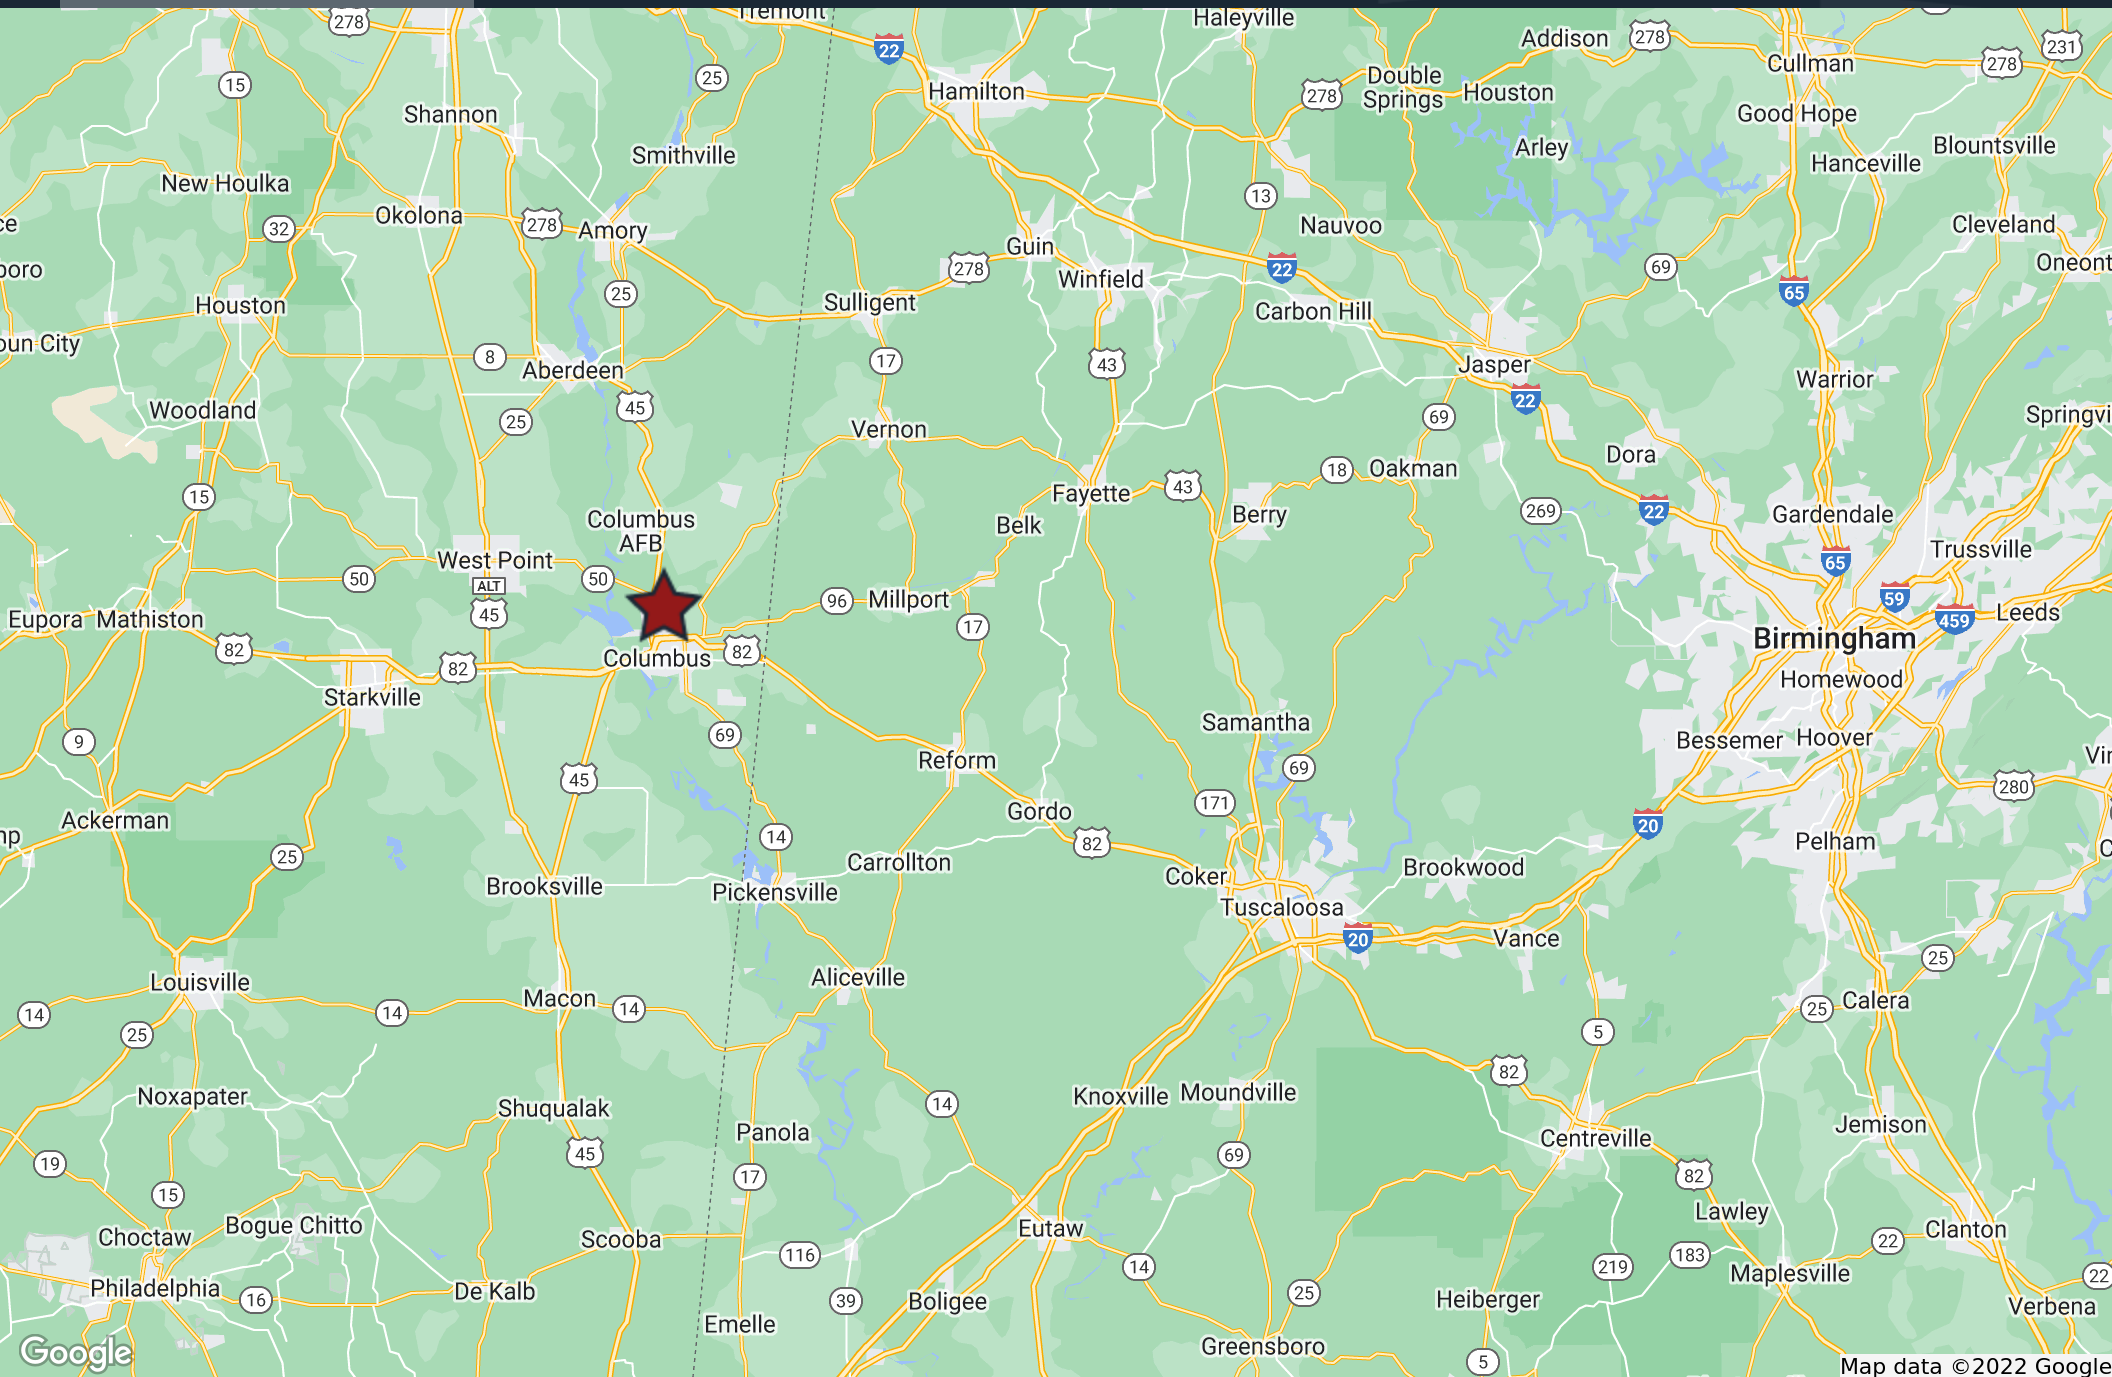 Tremont
Haleyville
278
22
Addison
278
231
Cullman
278
15
25
Hamilton
Double
Springs
278
Houston
Shannon
Good Hope
Smithville
Arley
Blountsville
Hanceville
New Houlka
13
Okolona
278
32
Amory
Nauvoo
Cleveland
Guin
278
22
69
Oneont
boro
Winfield
65
25
Houston
Sulligent
Carbon Hill
oun City
8
Aberdeen
17
43
Jasper
Warrior
22
45
Woodland
25
Vernon
69
Springvi
Dora
18
Oakman
15
Fayette
43
Berry
269
22
Gardendale
Columbus
AFB
Belk
Trussville
West Point
65
50
ALT
45
50
96
Millport
59
Eupora
Mathiston
17
459
Leeds
82
82
Columbus
82
Birmingham
Homewood
Starkville
Samantha
9
69
Bessemer
Hoover
45
Reform
69
280
171
Gordo
20
Ackerman
14
82
Pelham
25
Carrollton
Coker
Brookwood
Brooksville
Pickensville
Tuscaloosa
20
Vance
25
Louisville
Aliceville
14
14
Macon
14
25
Calera
25
5
82
Noxapater
Shuqualak
14
Knoxville
Moundville
Panola
Jemison
Centreville
19
45
69
15
17
82
Bogue Chitto
Lawley
Choctaw
Scooba
Eutaw
Clanton
116
14
22
219
183
Philadelphia
16
De Kalb
39
Boligee
25
Heiberger
Maplesville
22
Verbena
Emelle
Greensboro
5
Google
Map data ©2022 Google